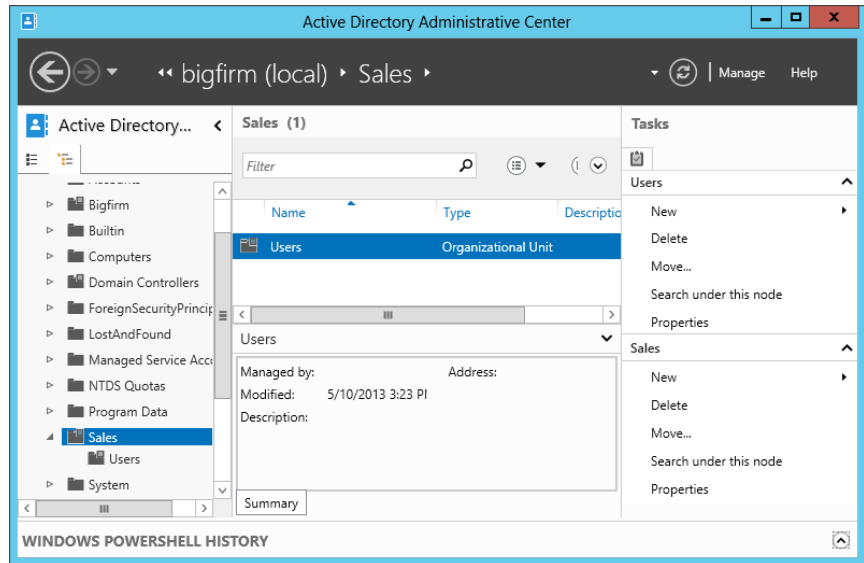 Active Directory Administrative Center
bigfirm (local) Sales
Manage Help
Active Directory...
Bigfirm
Builtin
Computers
Domain Controllers
ForeignSecurityPrincip
LostAndFound
Managed Service Acc
NTDS Quotas
Program Data
Sales
Users
System
Sales (1)
Filter
Name Type Descriptio
Users Organizational Unit
Users
Managed by: Address:
Modified: 5/10/2013 3:23 PM
Description:
Summary
Tasks
Users
New
Delete
Move...
Search under this node
Properties
Sales
New
Delete
Move...
Search under this node
Properties
WINDOWS POWERSHELL HISTORY